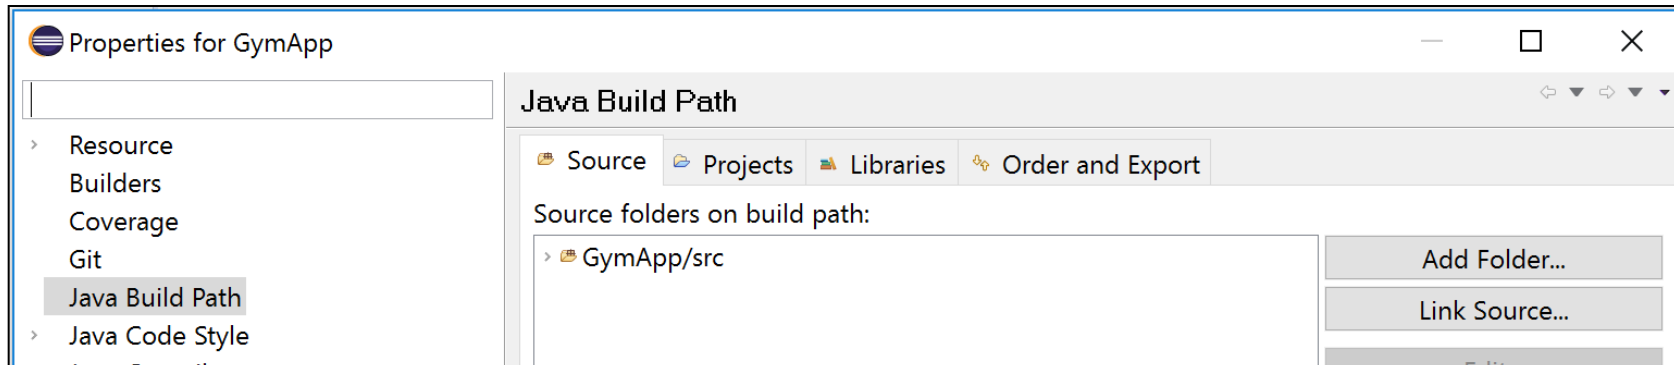 Properties for GymApp
Java Build Path
Resource
Builders
Coverage
Git
Java Build Path
Java Code Style
Source
Projects
Libraries
Order and Export
Source folders on build path:
GymApp/src
Add Folder...
Link Source...